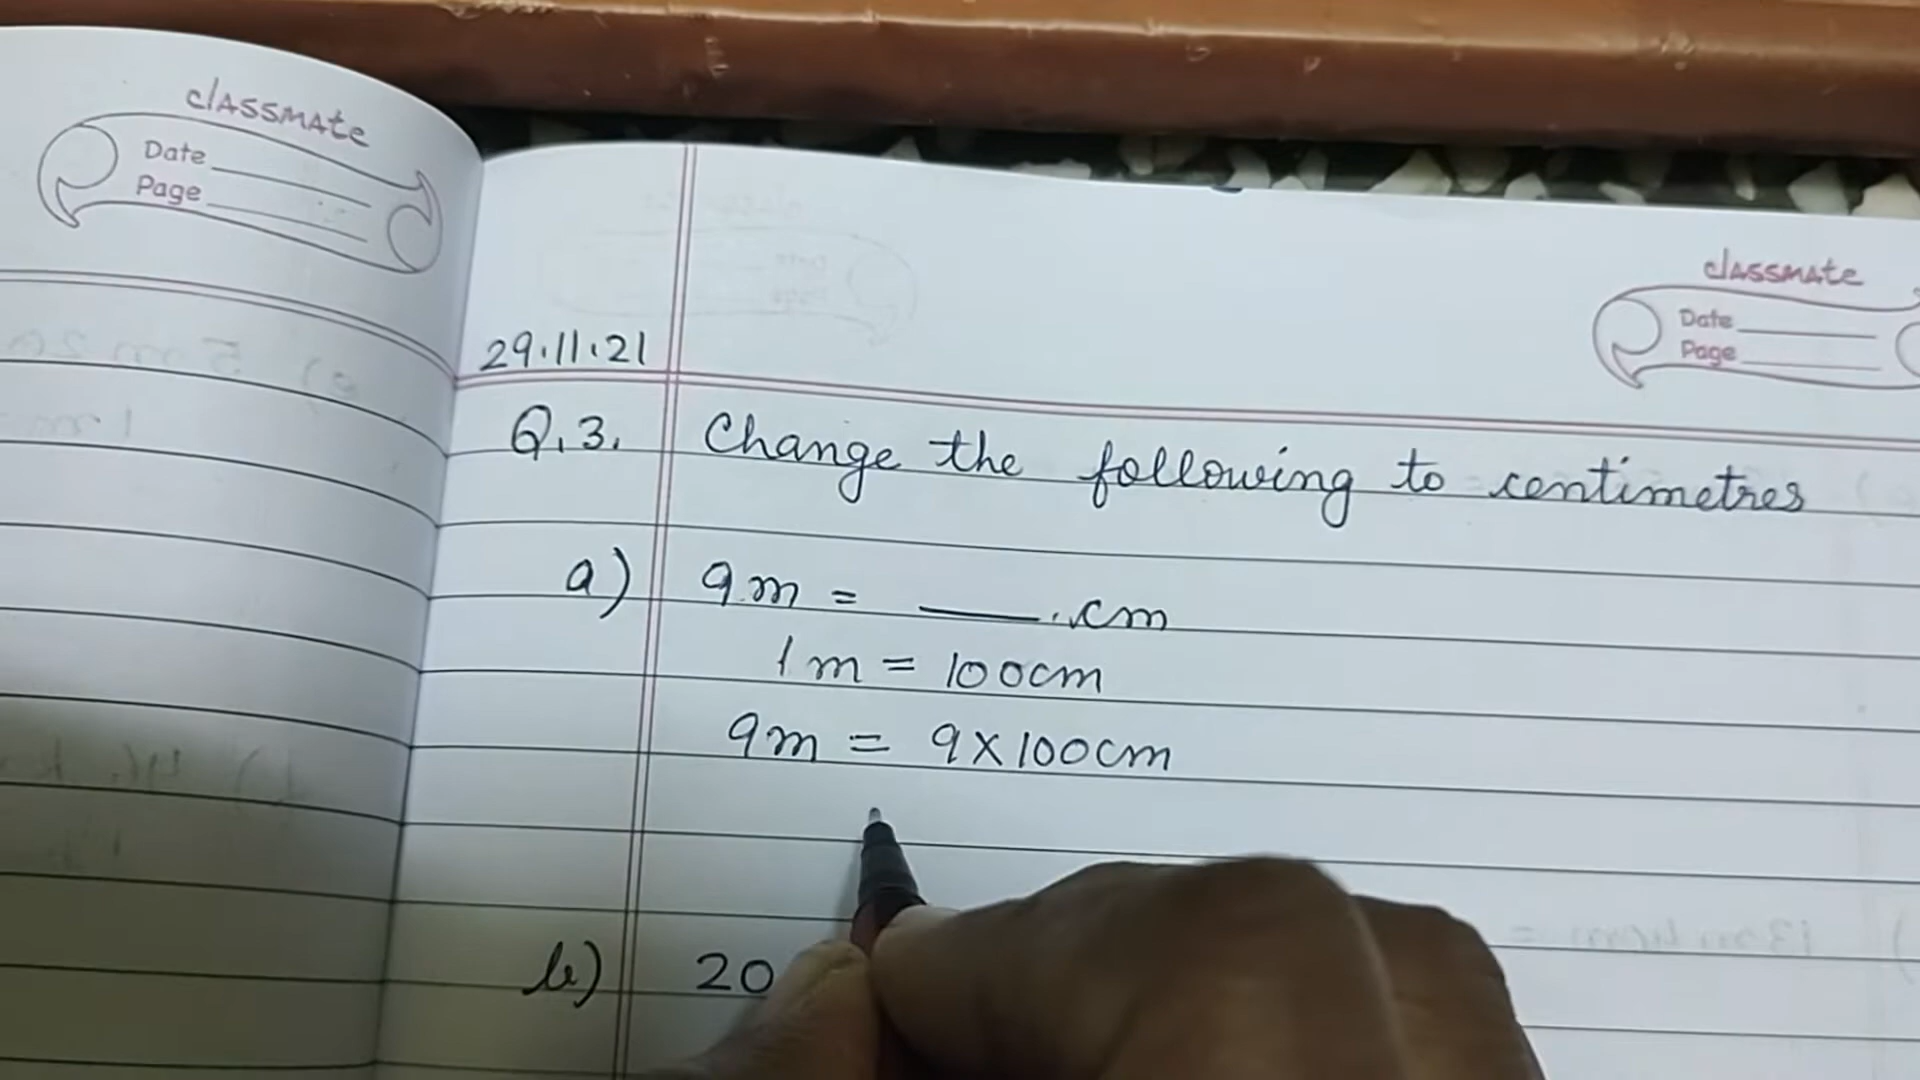 classmate
Date
Page
classmate
Date
Page
29.11.21
Q.3. Change the following to centimetres
a) 9m = ___ cm
1m = 100cm
9m = 9×100cm
b) 20